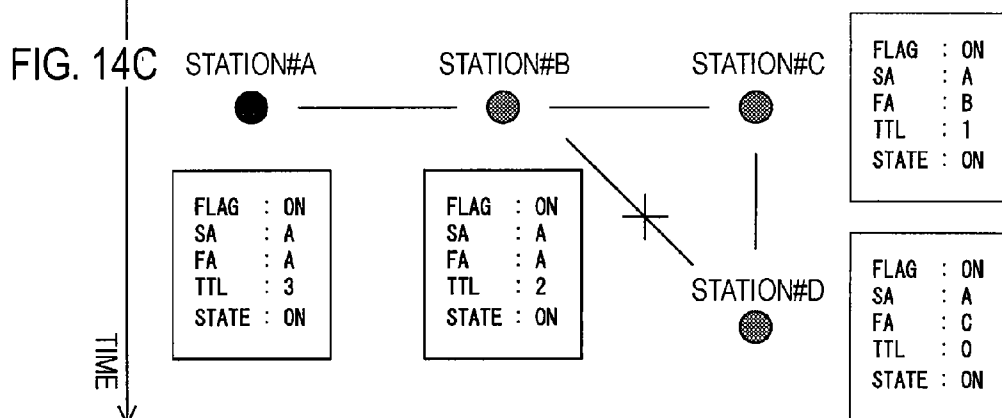 FIG. 14C
STATION#A
STATION#B
STATION#C
FLAG : ON
SA : A
FA : B
TTL : 1
STATE : ON
FLAG : ON
SA : A
FA : A
TTL : 3
STATE : ON
FLAG : ON
SA : A
FA : A
TTL : 2
STATE : ON
STATION#D
FLAG : ON
SA : A
FA : C
TTL : 0
STATE : ON
TIME